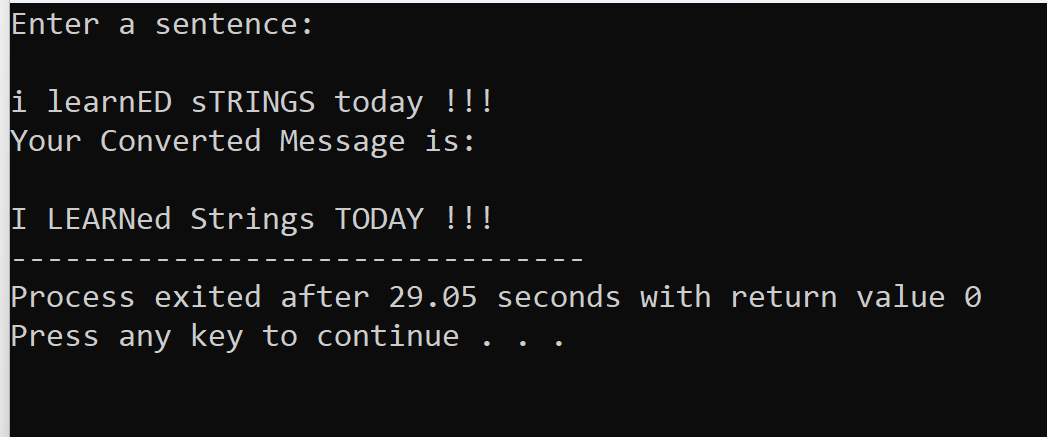 Enter a sentence:
i learnED sTRINGS today !!!
Your Converted Message is:
I LEARNed Strings TODAY !!!
--------------------------------
Process exited after 29.05 seconds with return value 0
Press any key to continue . . .